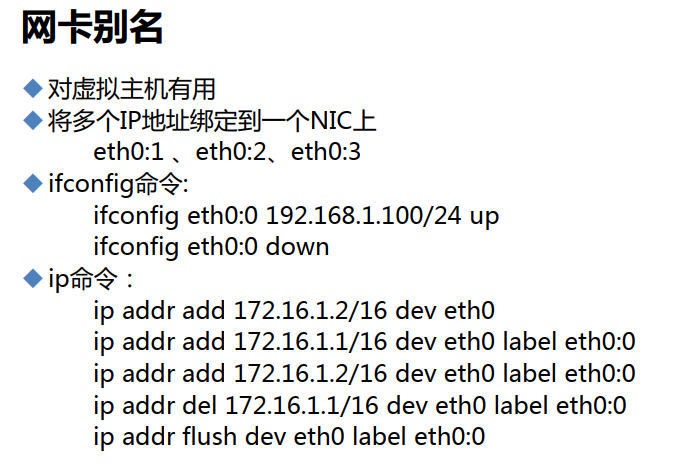 网卡别名
对虚拟主机有用
将多个IP地址绑定到一个NIC上
eth0:1 、eth0:2、eth0:3
ifconfig命令:
ifconfig eth0:0 192.168.1.100/24 up
ifconfig eth0:0 down
ip命令：
ip addr add 172.16.1.2/16 dev eth0
ip addr add 172.16.1.1/16 dev eth0 label eth0:0
ip addr add 172.16.1.2/16 dev eth0 label eth0:0
ip addr del 172.16.1.1/16 dev eth0 label eth0:0
ip addr flush dev eth0 label eth0:0